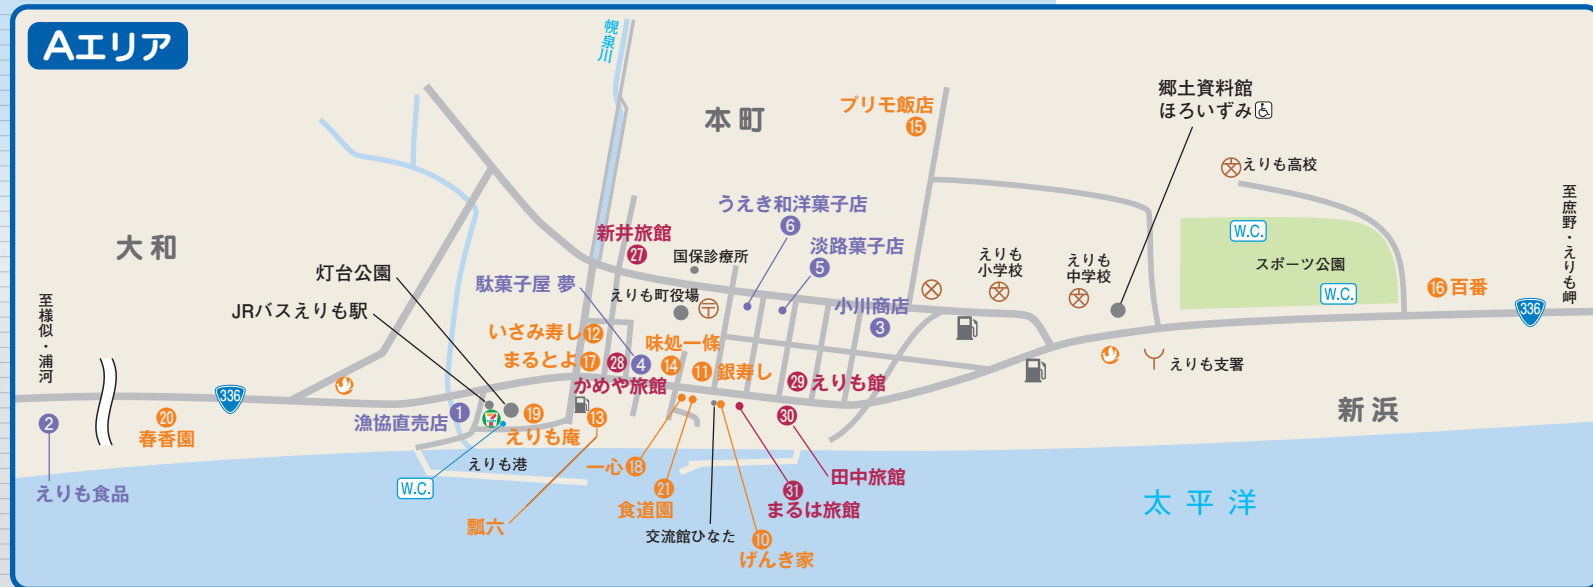 Aエリア
幌泉川
本町
プリモ飯店
15
郷土資料館
ほろいずみ
えりも高校
至庶野・えりも岬
大和
新井旅館
27
国保診療所
うえき和洋菓子店
6
淡路菓子店
5
えりも
小学校
えりも
中学校
W.C.
スポーツ公園
W.C.
16 百番
336
灯台公園
JRバスえりも駅
駄菓子屋 夢
えりも町役場
小川商店
3
至様似・浦河
いさみ寿し 12
まるとよ 17
28
かめや旅館
4
味処一條
14
11 銀寿し
29 えりも館
えりも支署
新浜
336
2
えりも食品
20
春香園
漁協直売店 1
7
19
えりも庵
13
瓢六
30
田中旅館
えりも港
W.C.
一心 18
21
食道園
交流館ひなた
10
げんき家
31
まるは旅館
太平洋